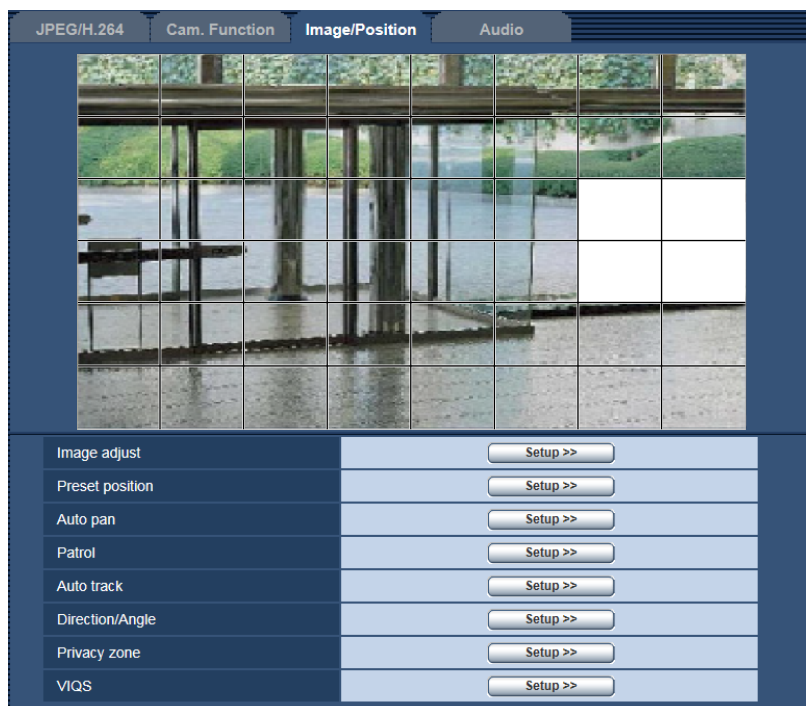 JPEG/H.264 Cam. Function Image/Position Audio
Image adjust Setup >>
Preset position Setup >>
Auto pan Setup >>
Patrol Setup >>
Auto track Setup >>
Direction/Angle Setup >>
Privacy zone Setup >>
VIQS Setup >>